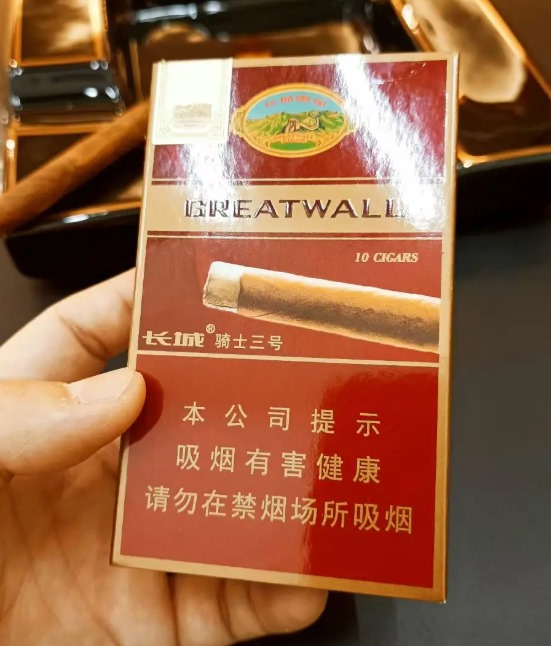 GREATWALL
10 CIGARS
长城® 骑士三号
本公司提示
吸烟有害健康
请勿在禁烟场所吸烟